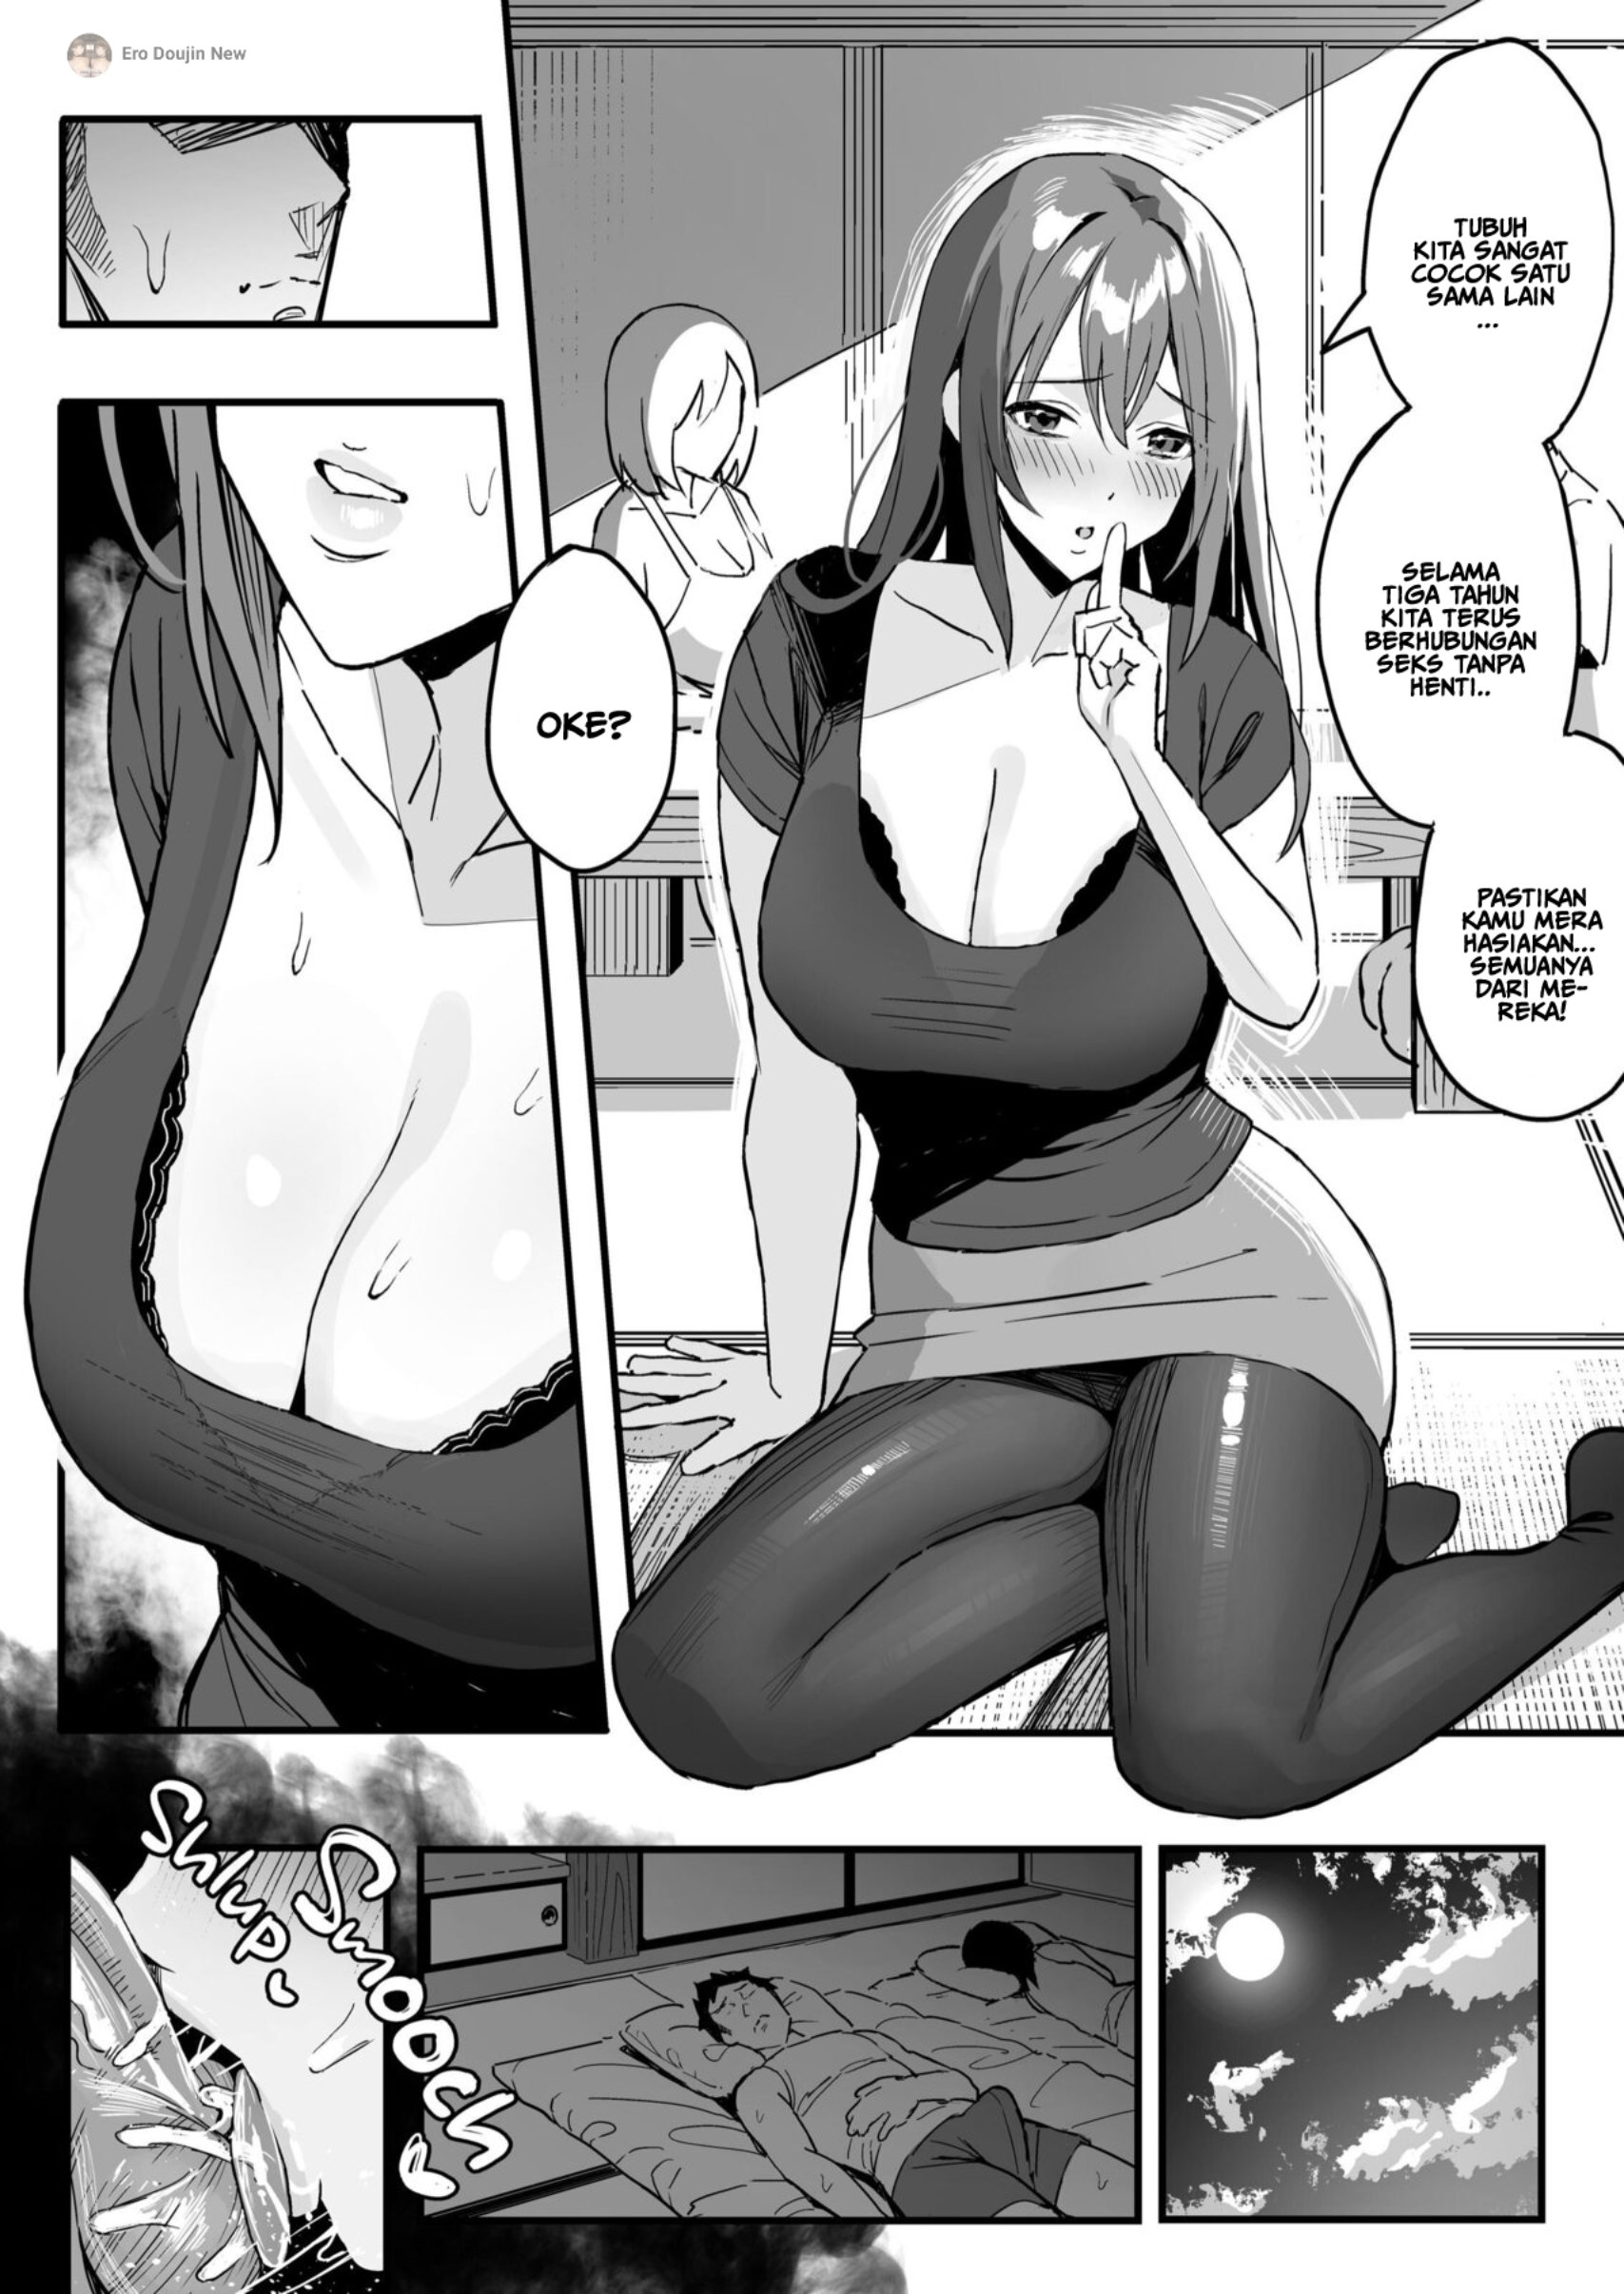 Ero Doujin New
TUBUH
KITA SANGAT
COCOK SATU
SAMA LAIN
...
SELAMA
TIGA TAHUN
KITA TERUS
BERHUBUNGAN
SEKS TANPA
HENTI..
PASTIKAN
KAMU MERA
HASIAKAN...
SEMUANYA
DARI ME-
REKA!
OKE?
Smooch
Shlup